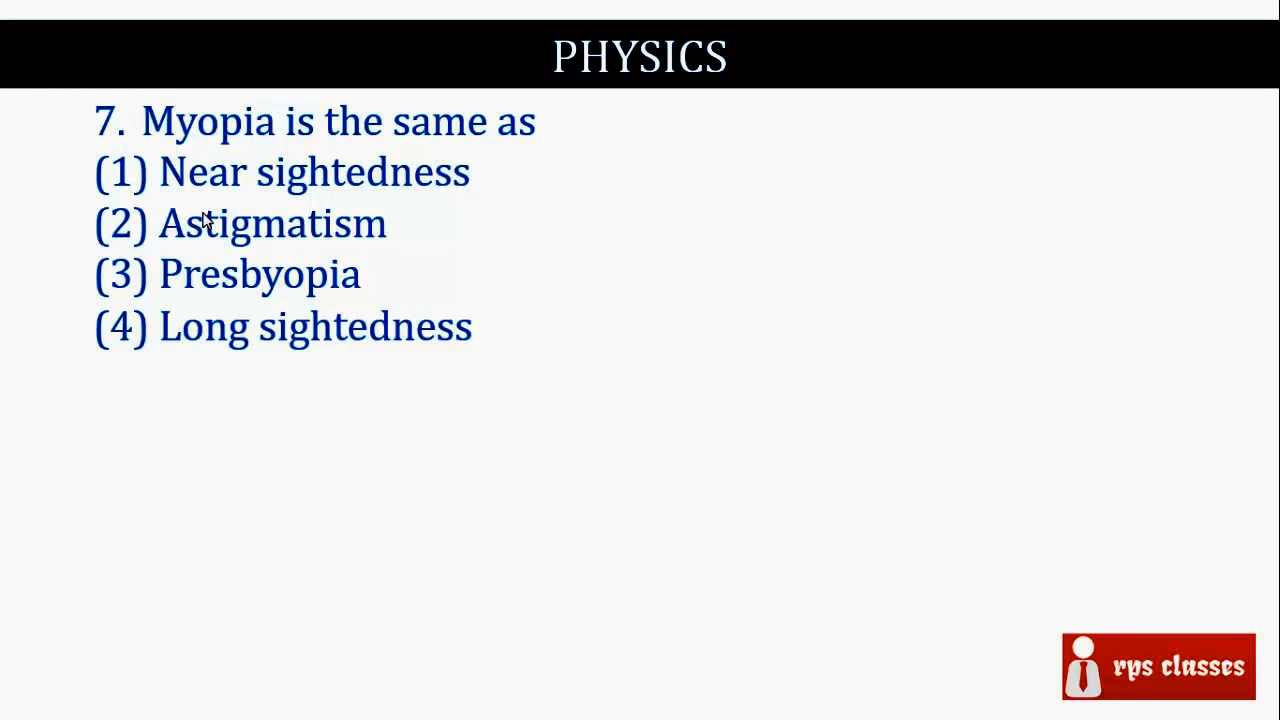 PHYSICS
7. Myopia is the same as
(1) Near sightedness
(2) Astigmatism
(3) Presbyopia
(4) Long sightedness
rps classes